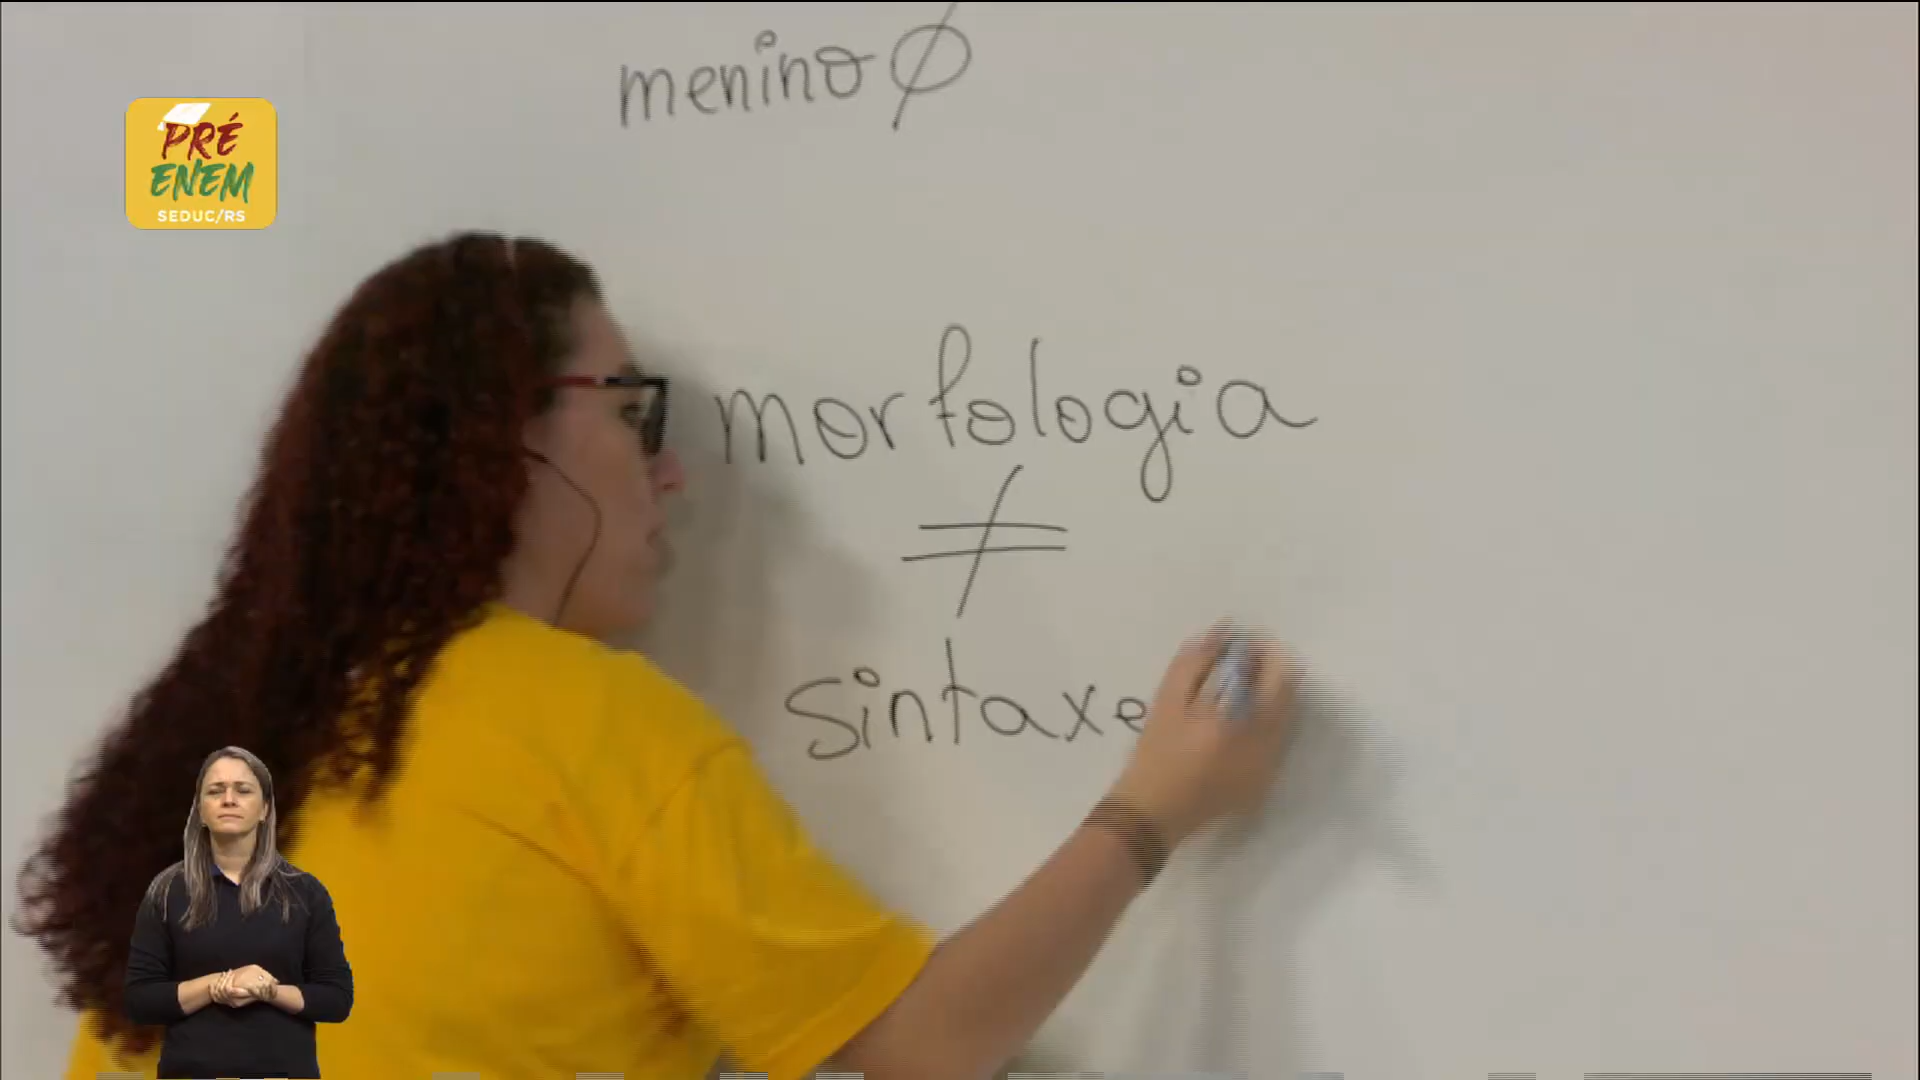 menino ∅
PRÉ
ENEM
SEDUC/RS
morfologia
≠
sintaxe